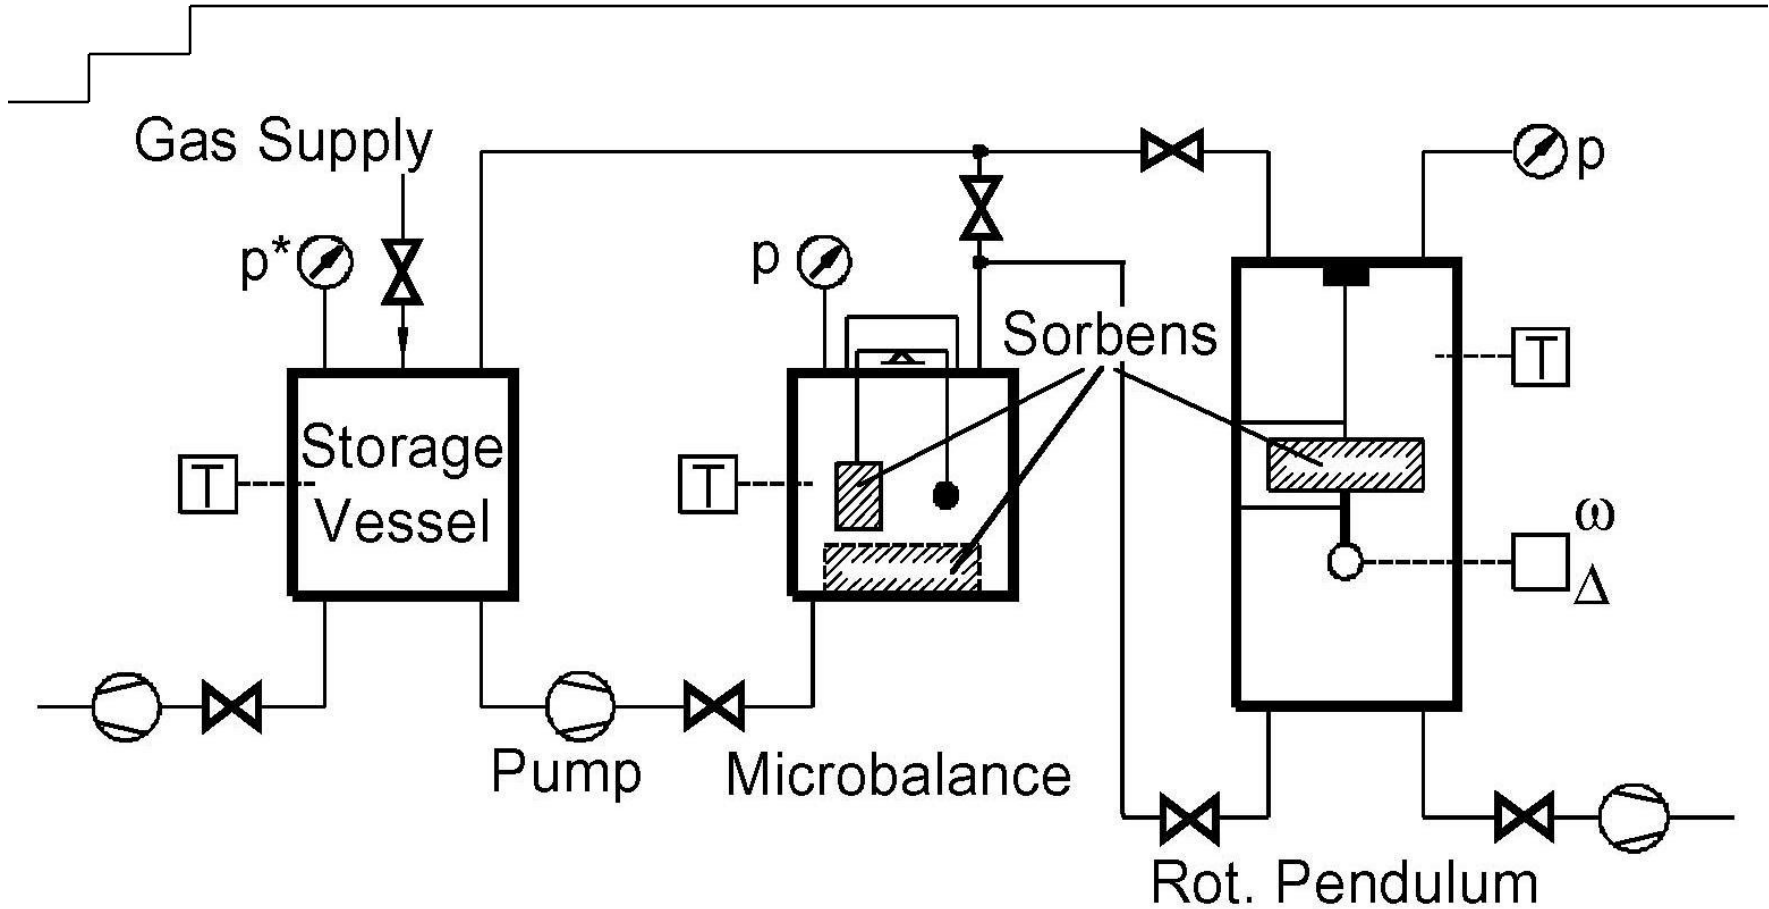 Gas Supply
p*
p
p
Sorbens
T
Storage
Vessel
T
T
ω
Δ
Pump
Microbalance
Rot. Pendulum